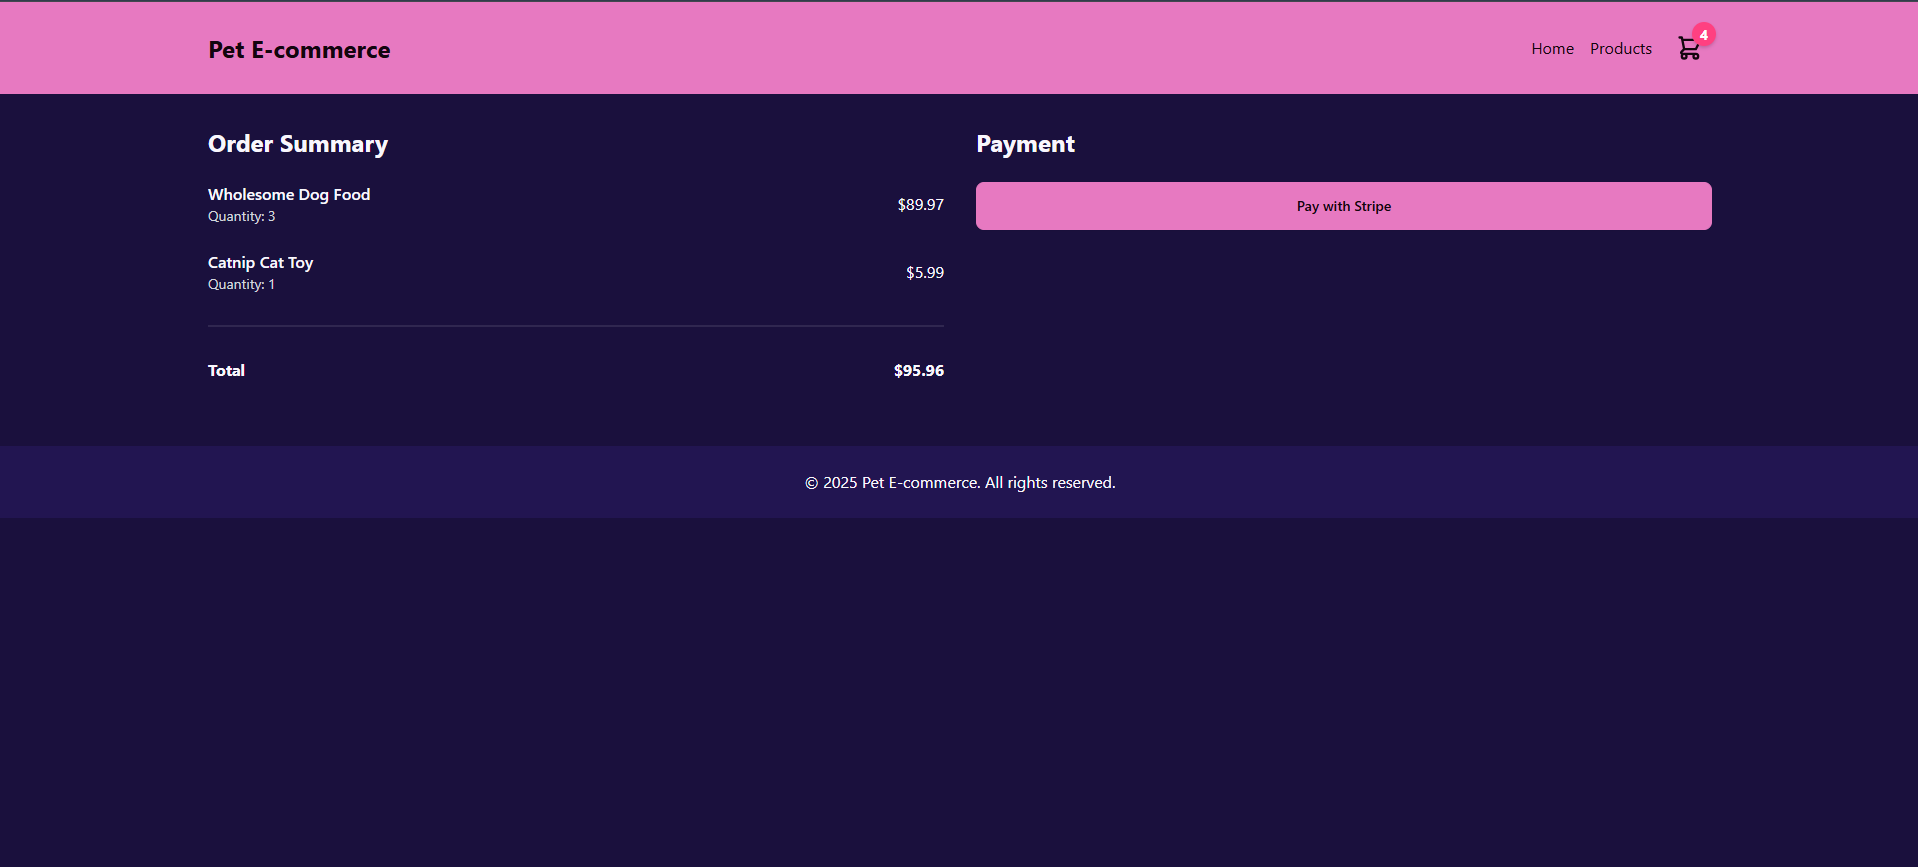 Pet E-commerce
Home Products 4
Order Summary
Wholesome Dog Food
Quantity: 3
$89.97
Catnip Cat Toy
Quantity: 1
$5.99
Total $95.96
Payment
Pay with Stripe
© 2025 Pet E-commerce. All rights reserved.